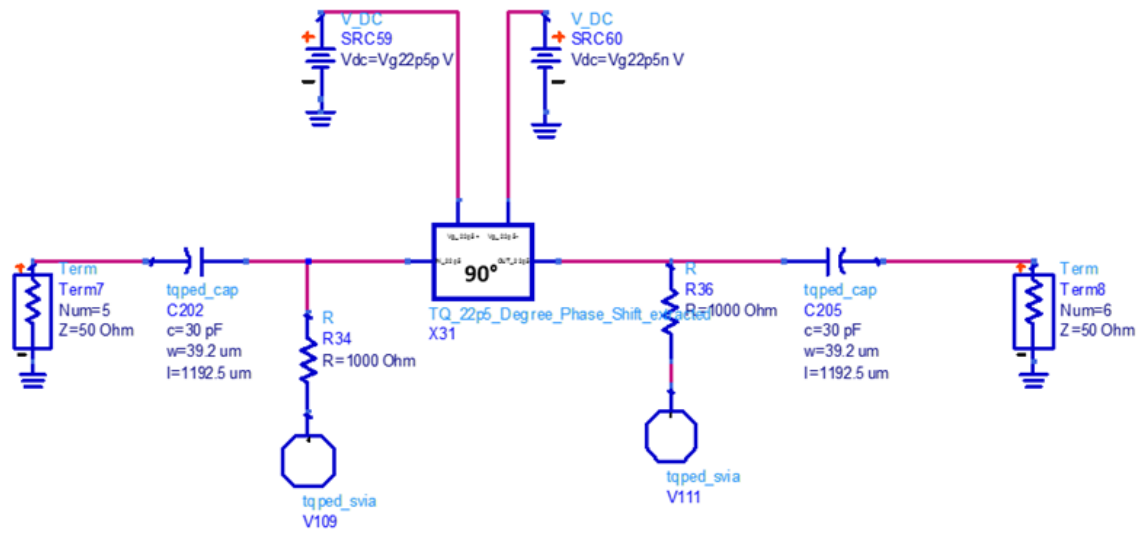 V_DC
SRC59
Vdc=Vg22p5p V
V_DC
SRC60
Vdc=Vg22p5n V
90°
TQ_22p5_Degree_Phase_Shift_extracted
X31
Term
Term7
Num=5
Z=50 Ohm
tqped_cap
C202
c=30 pF
w=39.2 um
l=1192.5 um
R
R34
R=1000 Ohm
tqped_svia
V109
R
R36
R=1000 Ohm
tqped_svia
V111
tqped_cap
C205
c=30 pF
w=39.2 um
l=1192.5 um
Term
Term8
Num=6
Z=50 Ohm